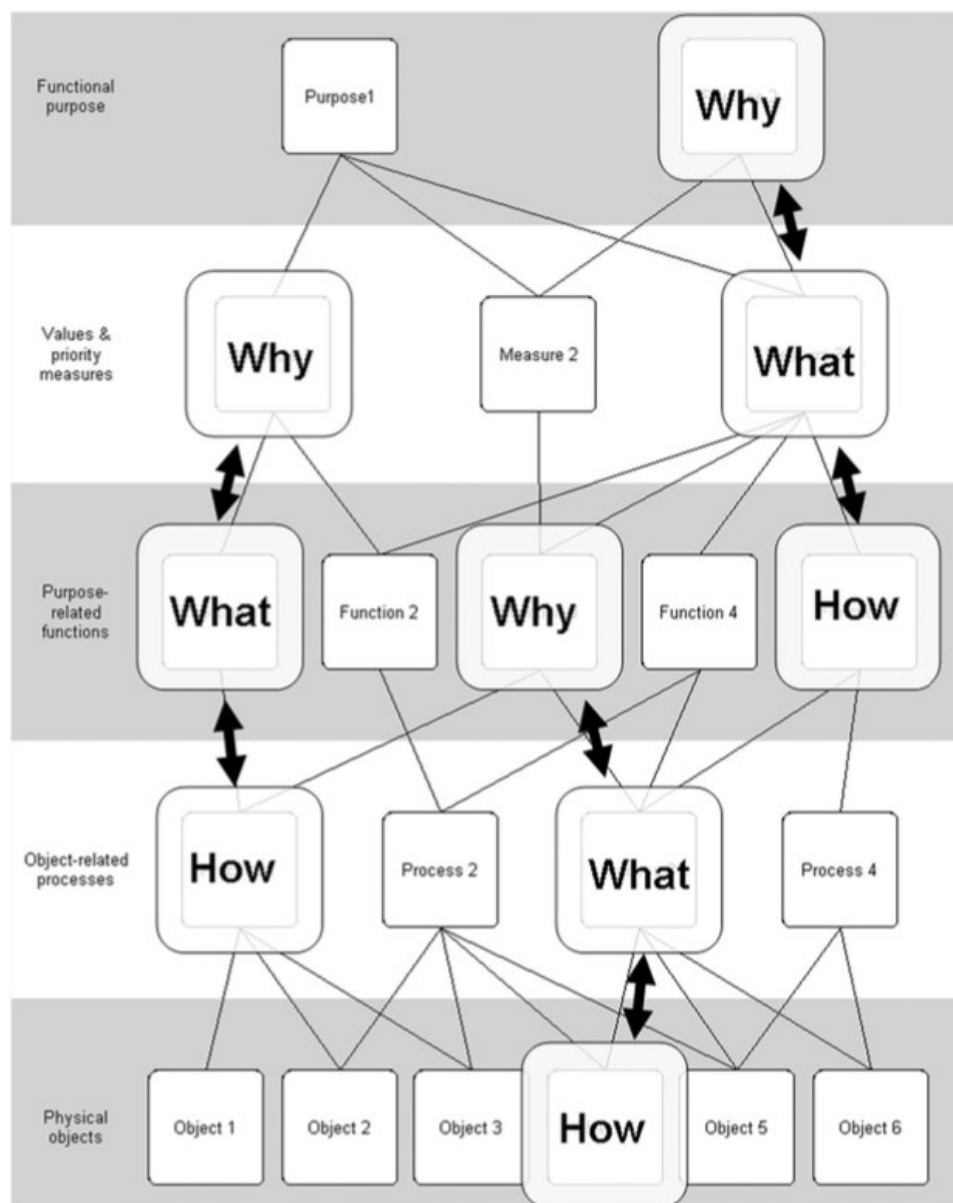 Functional
purpose
Purpose1
Why
Values &
priority
measures
Why
Measure 2
What
Purpose-
related
functions
What
Function 2
Why
Function 4
How
Object-related
processes
How
Process 2
What
Process 4
Physical
objects
Object 1
Object 2
Object 3
How
Object 5
Object 6